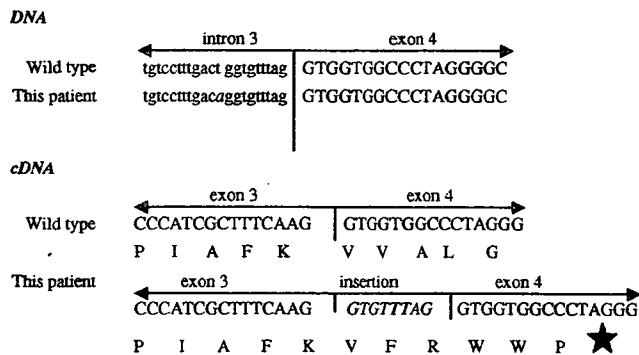 DNA
intron 3 exon 4
Wild type tgtcctttgact ggtgtttag GTGGTGGCCCTAGGGGC
This patient tgtcctttgacaggtgtttag GTGGTGGCCCTAGGGGC
cDNA
exon 3 exon 4
Wild type CCCATCGCTTTCAAG GTGGTGGCCCTAGGG
P I A F K V V A L G
This patient exon 3 insertion exon 4
CCCATCGCTTTCAAG GTGTTTAG GTGGTGGCCCTAGGG
P I A F K V F R W W P